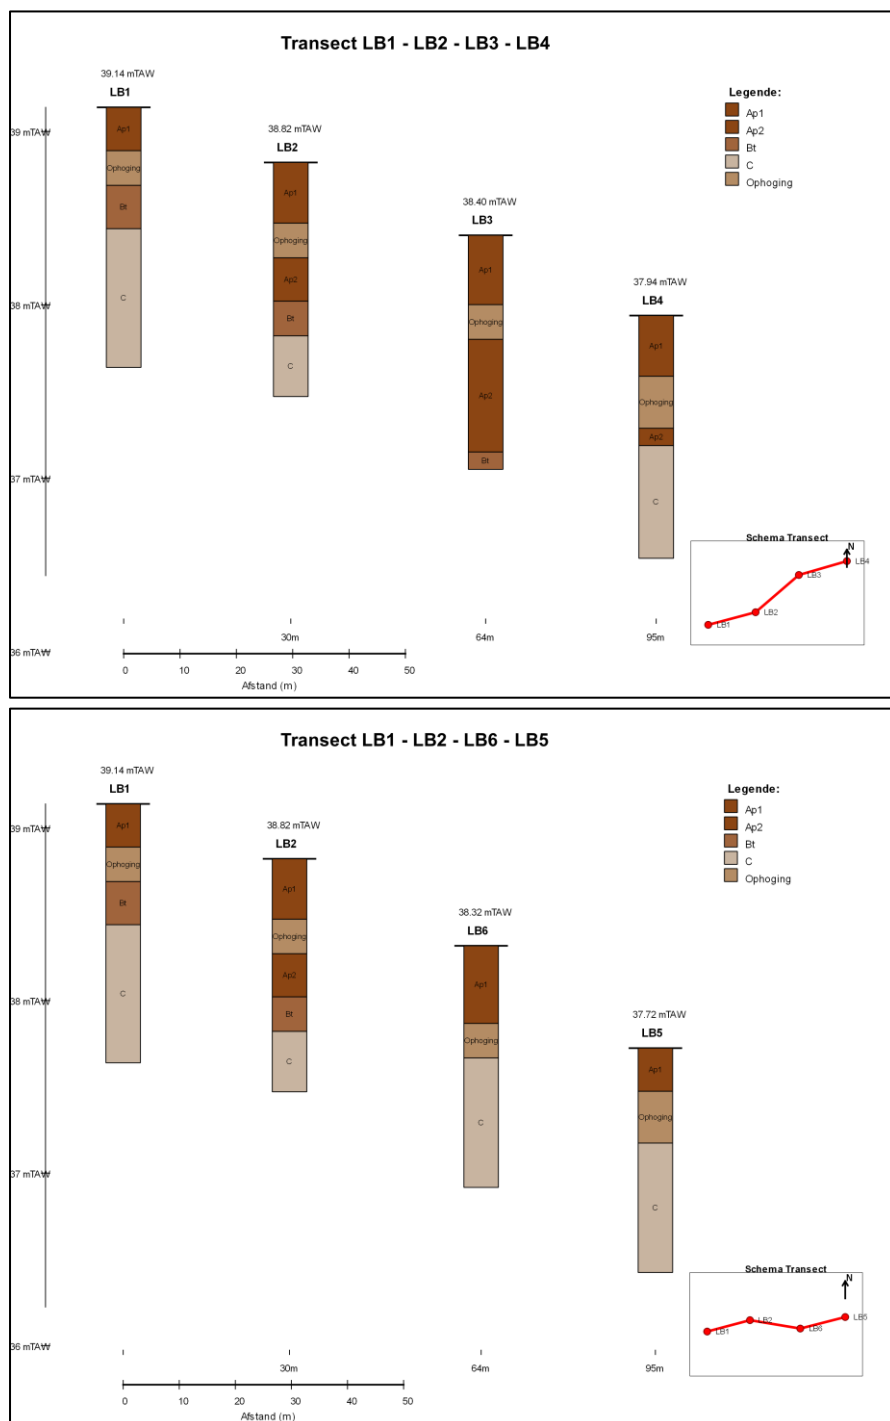 Transect LB1 - LB2 - LB3 - LB4
39.14 mTAW
LB1
38.82 mTAW
LB2
38.40 mTAW
LB3
37.94 mTAW
LB4
Legende:
Ap1
Ap2
Bt
C
Ophoging
39 mTAW
38 mTAW
37 mTAW
36 mTAW
Ap1
Ophoging
Bt
C
Ap1
Ophoging
Ap2
Bt
C
Ap1
Ophoging
Ap2
Bt
Ap1
Ophoging
Ap2
C
Schema Transect
N
LB4
LB3
LB2
LB1
30m
64m
95m
0 10 20 30 40 50
Afstand (m)
Transect LB1 - LB2 - LB6 - LB5
39.14 mTAW
LB1
38.82 mTAW
LB2
38.32 mTAW
LB6
37.72 mTAW
LB5
Legende:
Ap1
Ap2
Bt
C
Ophoging
39 mTAW
38 mTAW
37 mTAW
36 mTAW
Ap1
Ophoging
Bt
C
Ap1
Ophoging
Ap2
Bt
C
Ap1
Ophoging
C
Ap1
Ophoging
C
Schema Transect
N
LB5
LB2
LB6
LB1
30m
64m
95m
0 10 20 30 40 50
Afstand (m)